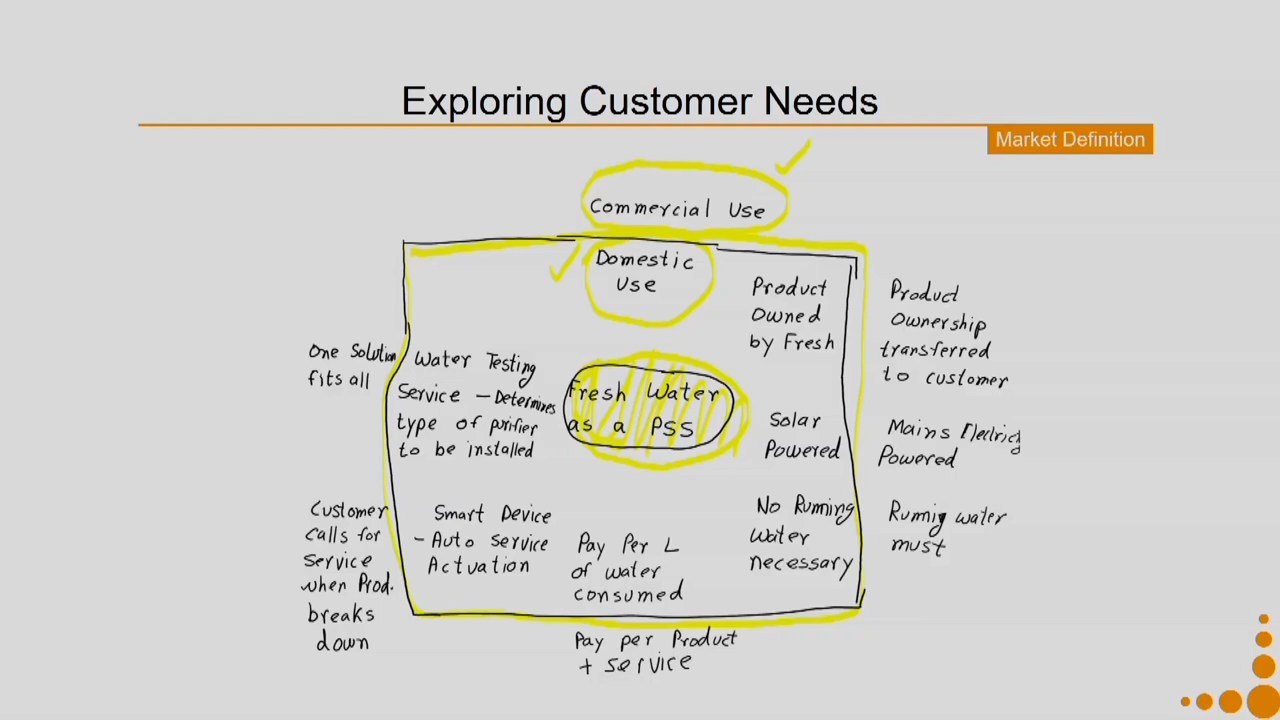 Exploring Customer Needs
Market Definition
Commercial Use
Domestic
Use
Product
Owned
by Fresh
Product
Ownership
transferred
to customer
One Solution
fits all
Water Testing
Service - Determines
type of purifier
to be installed
Fresh Water
as a PSS
Solar
Powered
Mains Electricity
Powered
Customer
calls for
service
when Prod.
breaks
down
Smart Device
- Auto service
Actuation
Pay Per L
of water
consumed
No Running
Water
necessary
Running water
must
Pay per Product
+ service